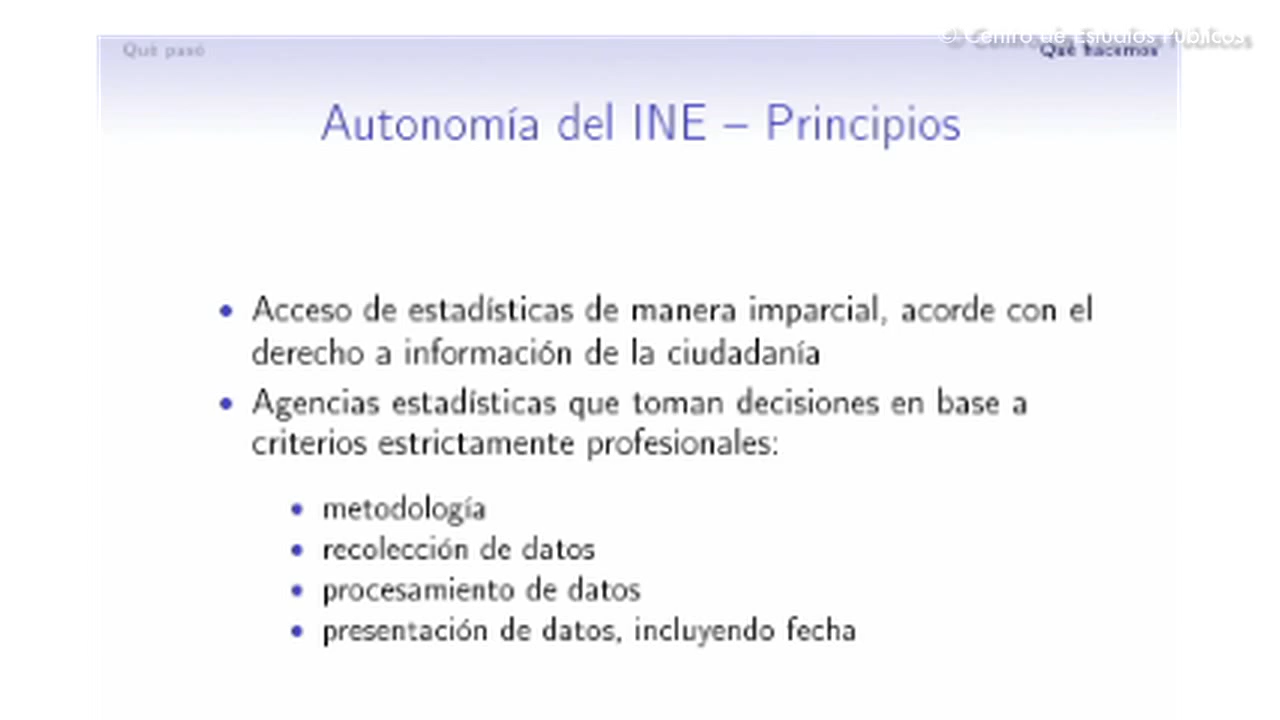 © Centro de Estudios Públicos
Qué pasó
Qué hacemos
Autonomía del INE – Principios
• Acceso de estadísticas de manera imparcial, acorde con el
derecho a información de la ciudadanía
• Agencias estadísticas que toman decisiones en base a
criterios estrictamente profesionales:
• metodología
• recolección de datos
• procesamiento de datos
• presentación de datos, incluyendo fecha